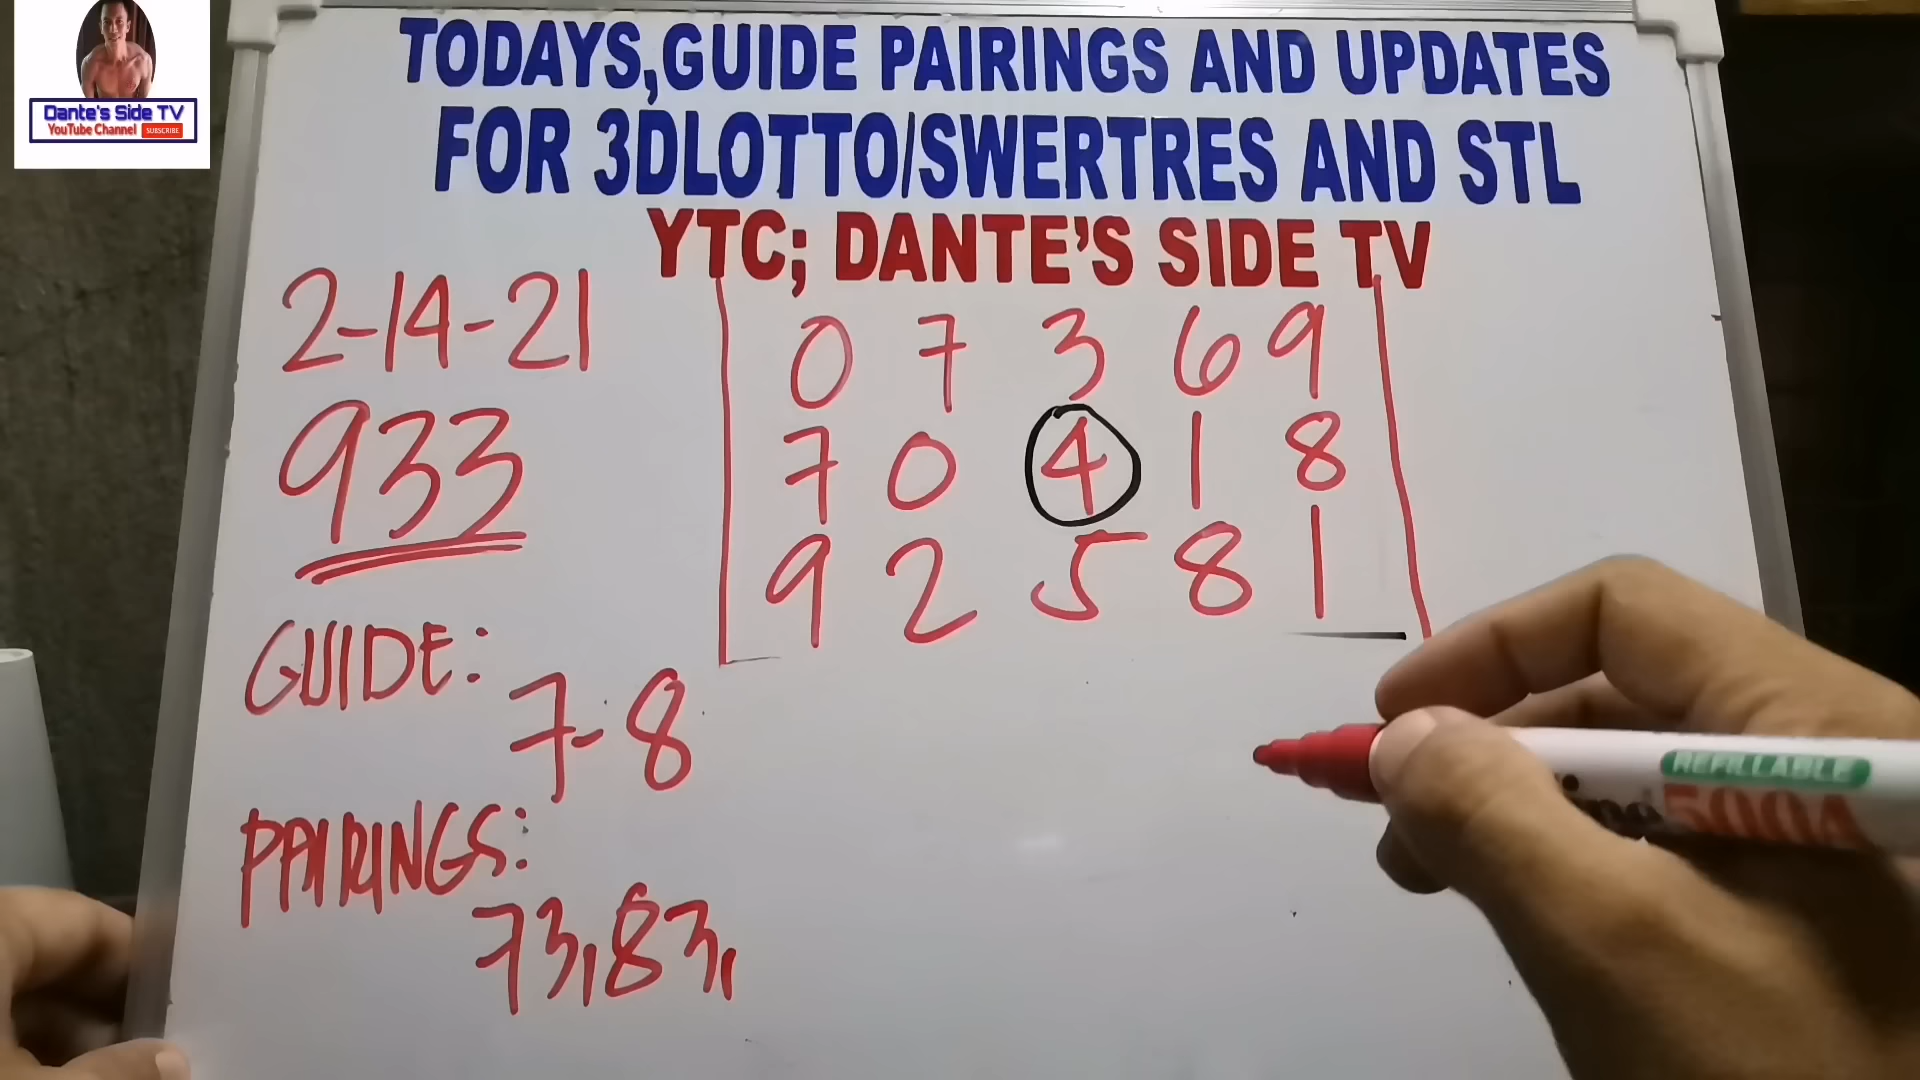 Dante's Side TV
YouTube Channel SUBSCRIBE
TODAYS,GUIDE PAIRINGS AND UPDATES
FOR 3DLOTTO/SWERTRES AND STL
YTC; DANTE'S SIDE TV
2-14-21
933
GUIDE:
7-8
PAIRINGS:
73,83,
0 7 3 6 9
7 0 4 1 8
9 2 5 8 1
REFILLABLE
500A